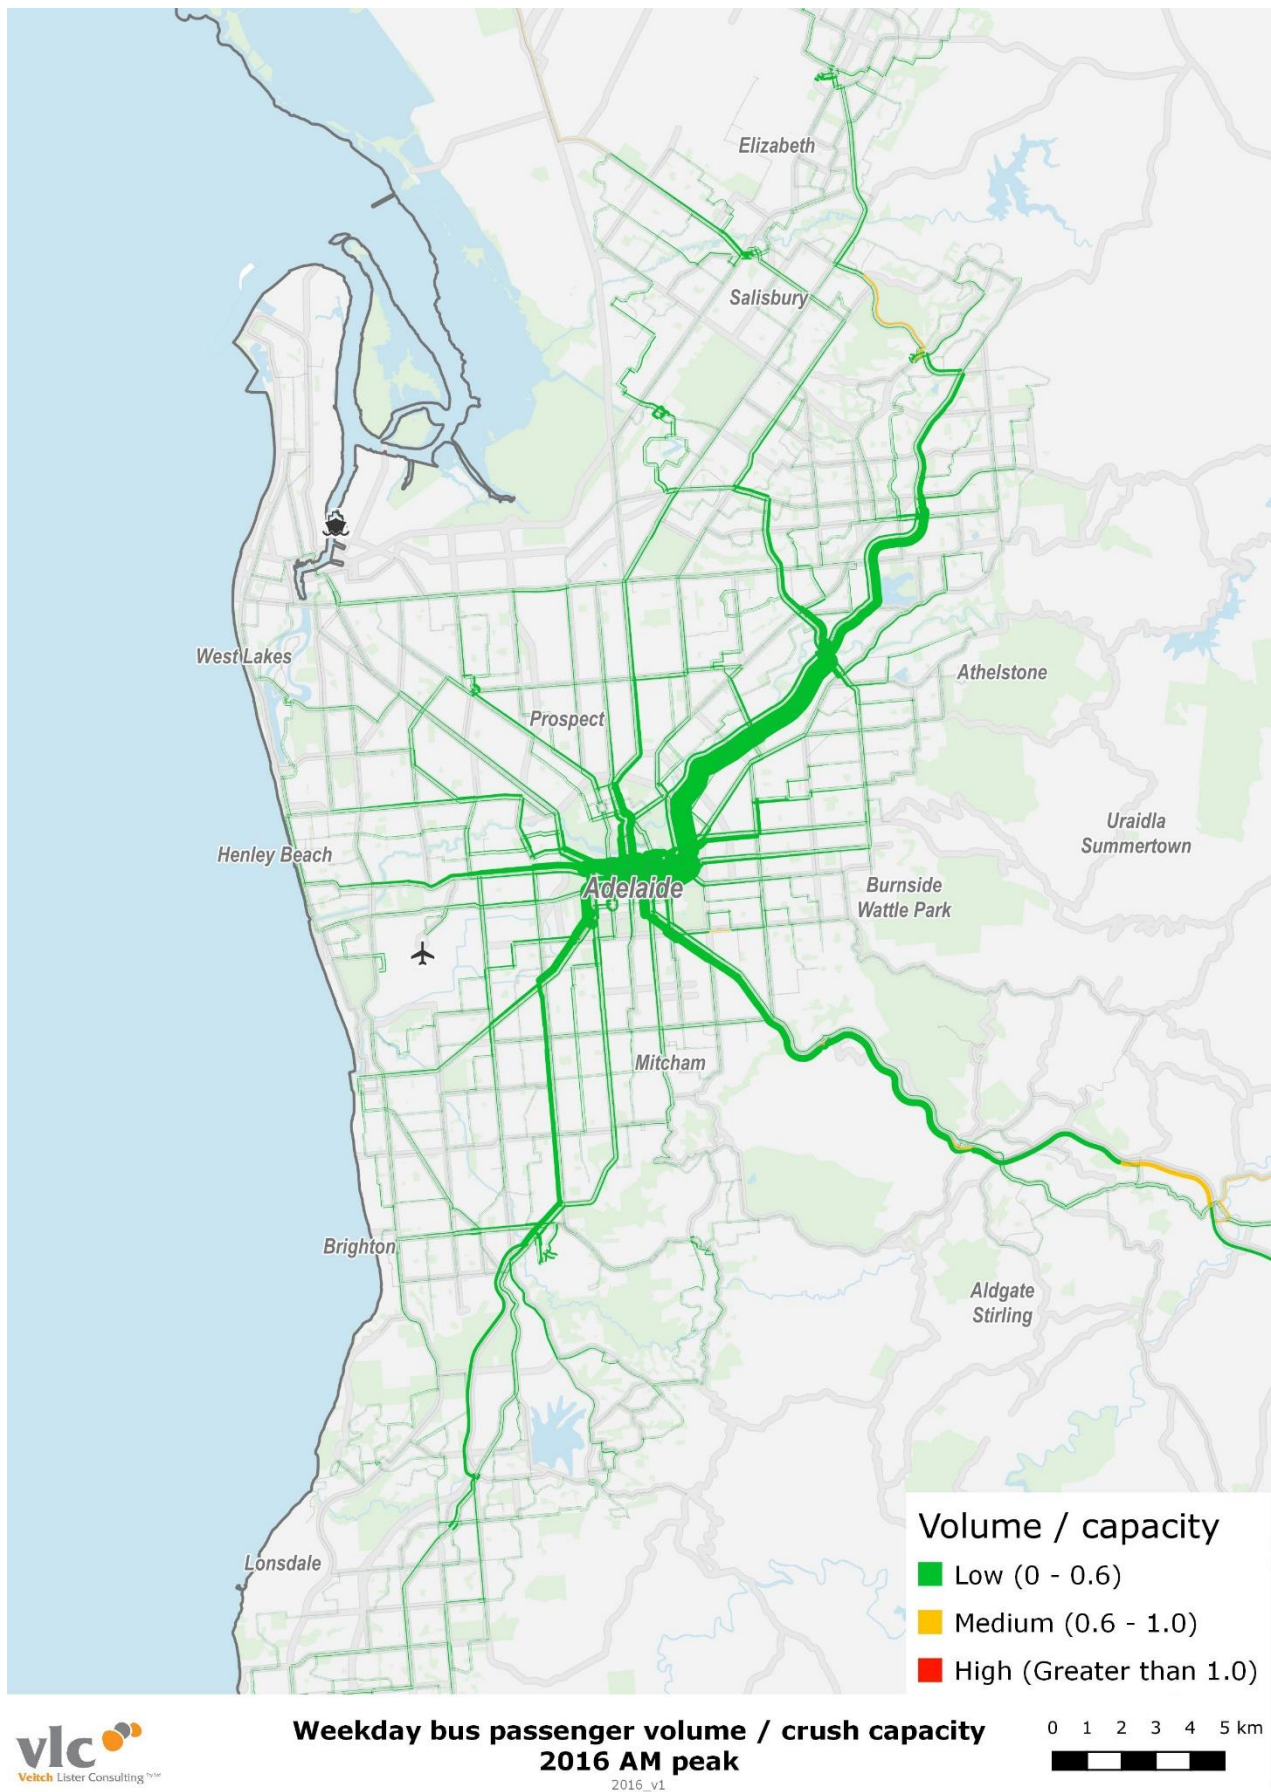 Elizabeth
Salisbury
West Lakes
Athelstone
Prospect
Uraidla
Summertown
Henley Beach
Adelaide
Burnside
Wattle Park
Mitcham
Brighton
Aldgate
Stirling
Lonsdale
Volume / capacity
Low (0 - 0.6)
Medium (0.6 - 1.0)
High (Greater than 1.0)
vlc
Veitch Lister Consulting
Weekday bus passenger volume / crush capacity
2016 AM peak
2016_v1
0 1 2 3 4 5 km